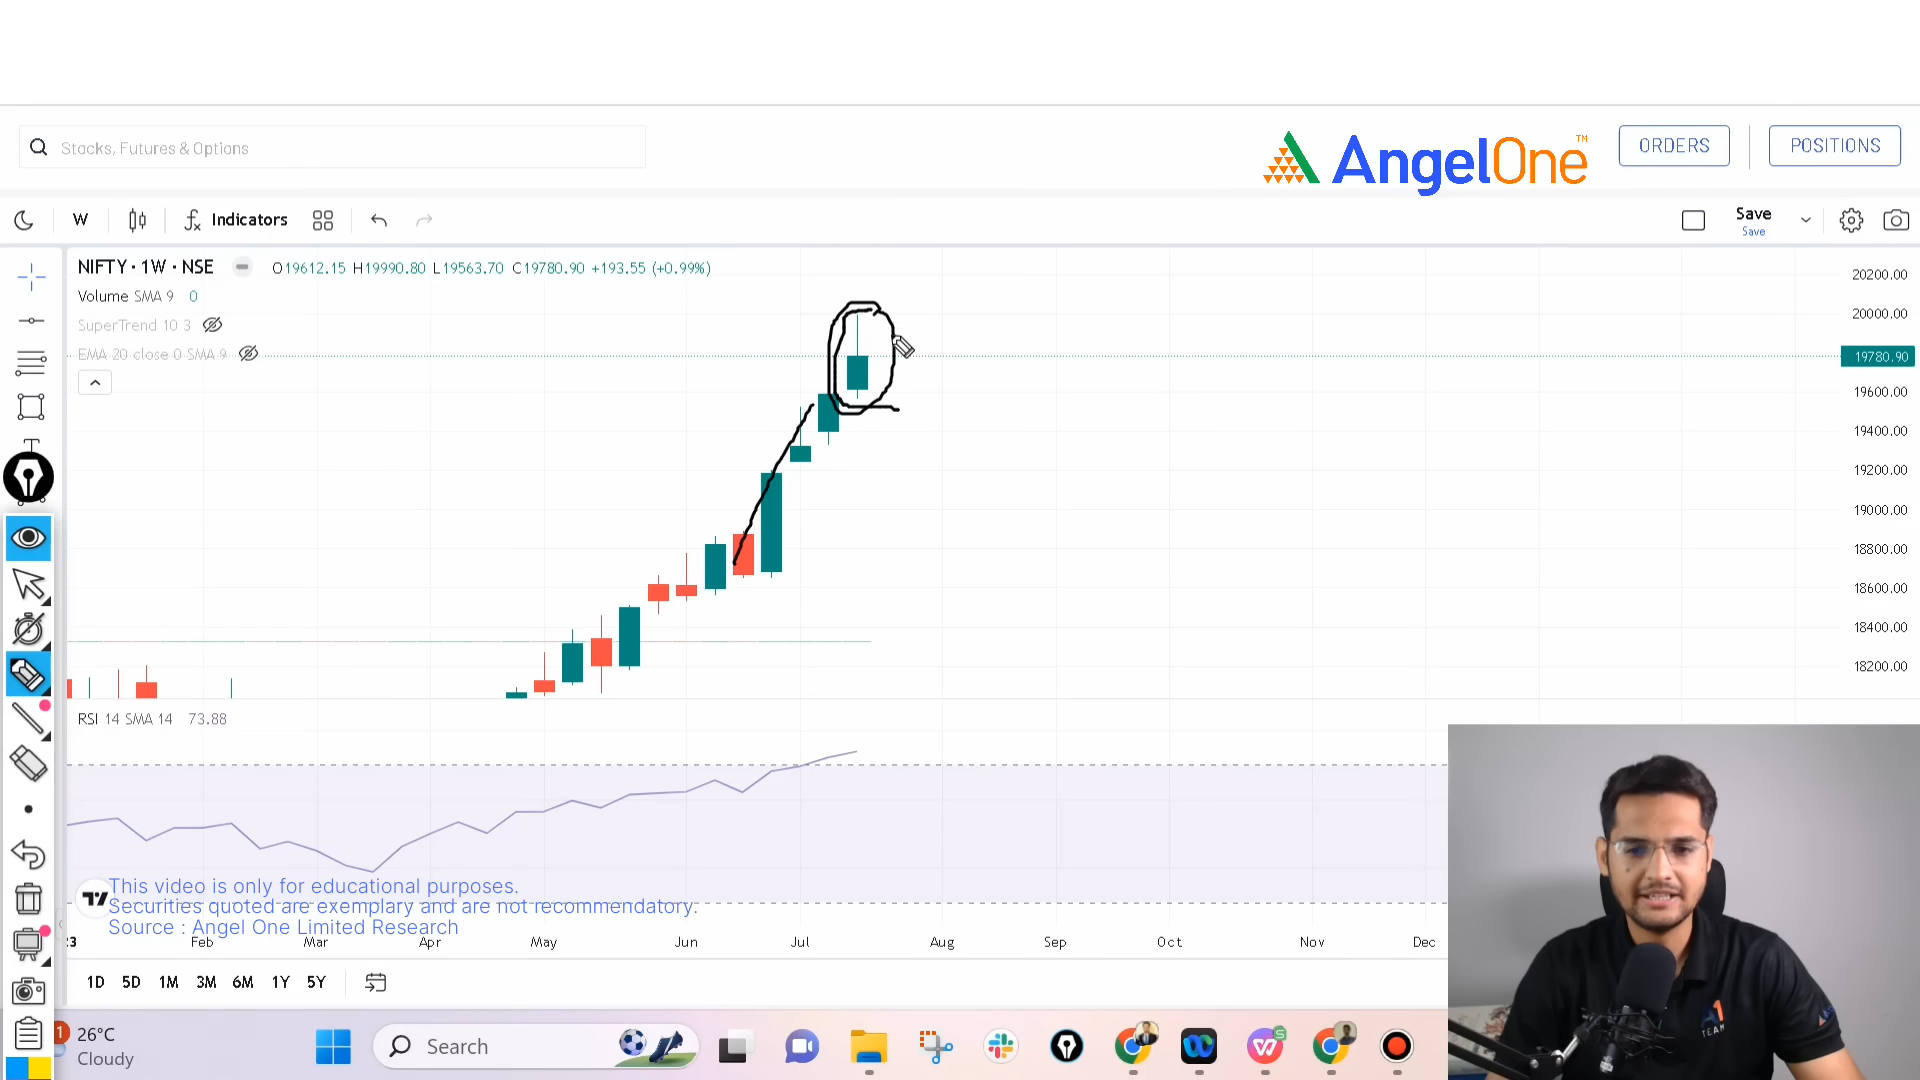 Stocks, Futures & Options
AngelOne™
ORDERS
POSITIONS
W
Indicators
Save
Save
NIFTY · 1W · NSE
O19612.15 H19990.80 L19563.70 C19780.90 +193.55 (+0.99%)
Volume SMA 9 0
SuperTrend 10 3
EMA 20 close 0 SMA 9
20200.00
20000.00
19780.90
19600.00
19400.00
19200.00
19000.00
18800.00
18600.00
18400.00
18200.00
RSI 14 SMA 14 73.88
This video is only for educational purposes.
Securities quoted are exemplary and are not recommendatory.
Source : Angel One Limited Research
Feb Mar Apr May Jun Jul Aug Sep Oct Nov Dec
1D 5D 1M 3M 6M 1Y 5Y
1
26°C
Cloudy
Search
TEAM